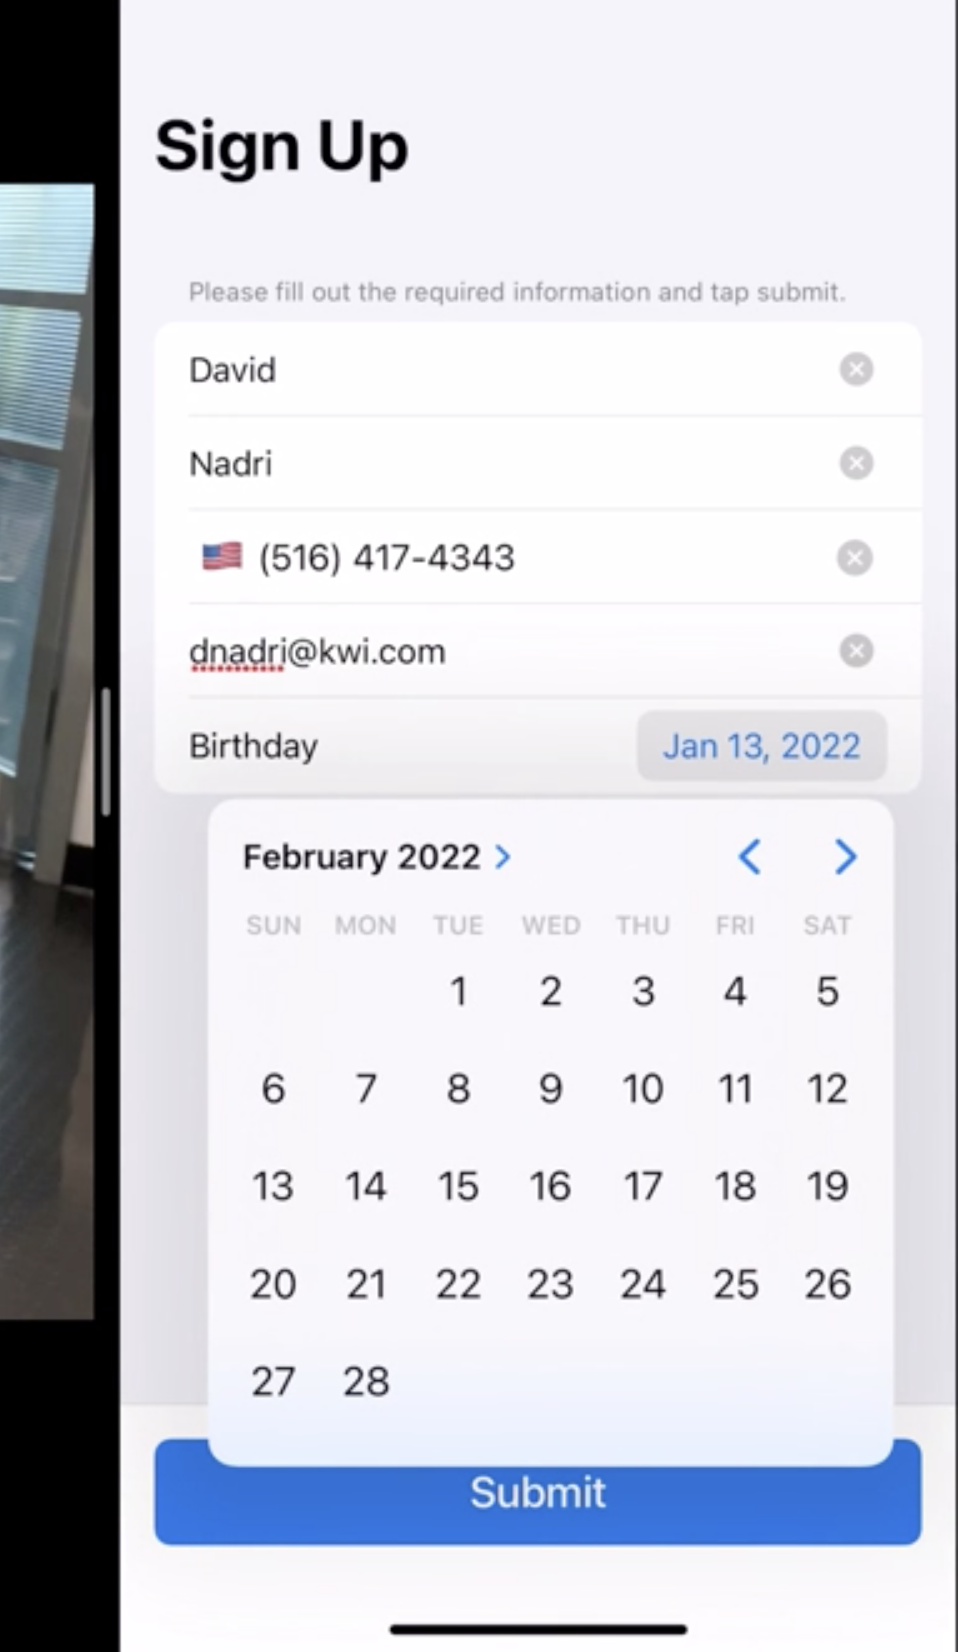 Sign Up
Please fill out the required information and tap submit.
David
Nadri
(516) 417-4343
dnadri@kwi.com
Birthday Jan 13, 2022
February 2022
SUN MON TUE WED THU FRI SAT
1 2 3 4 5
6 7 8 9 10 11 12
13 14 15 16 17 18 19
20 21 22 23 24 25 26
27 28
Submit